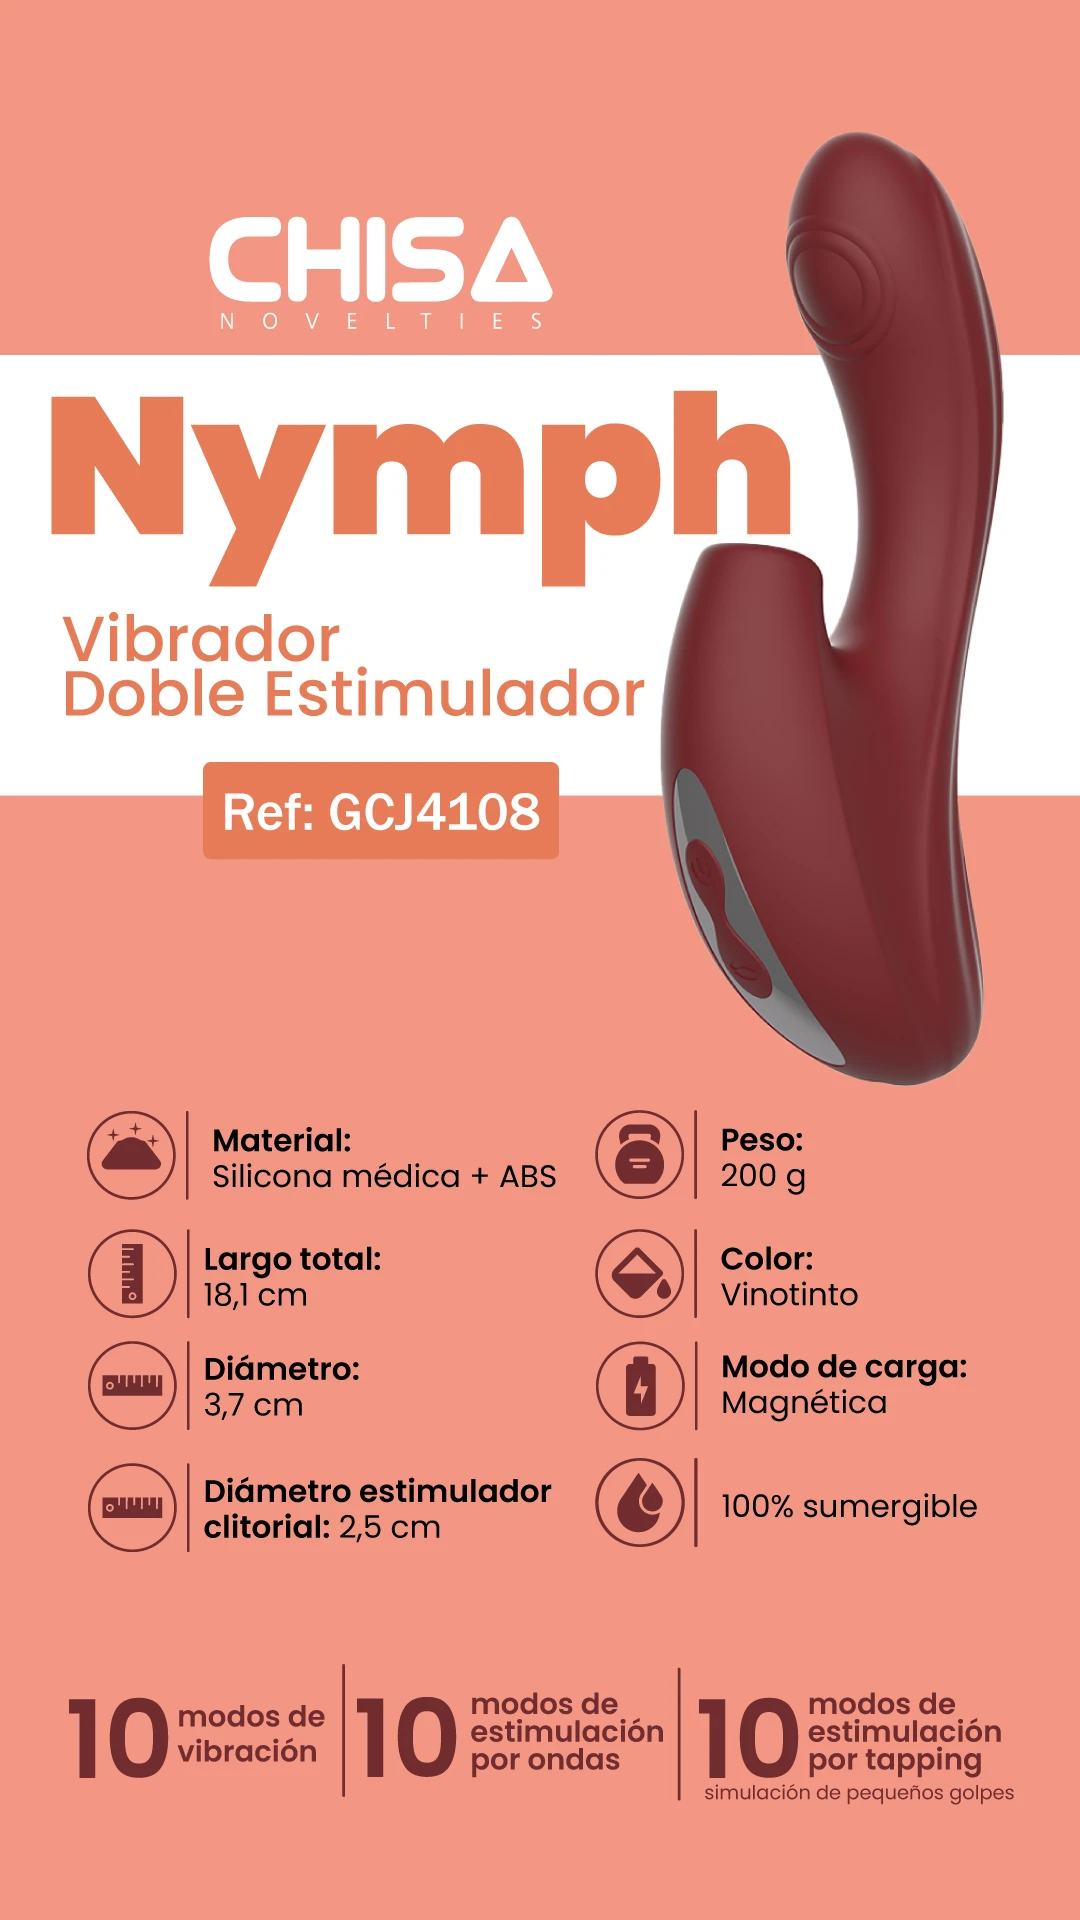 CHISA
NOVELTIES
Nymph
Vibrador
Doble Estimulador
Ref: GCJ4108
Material:
Silicona médica + ABS
Largo total:
18,1 cm
Diámetro:
3,7 cm
Diámetro estimulador
clitorial: 2,5 cm
Peso:
200 g
Color:
Vinotinto
Modo de carga:
Magnética
100% sumergible
10 modos de
vibración
10 modos de
estimulación
por ondas
10 modos de
estimulación
por tapping
simulación de pequeños golpes